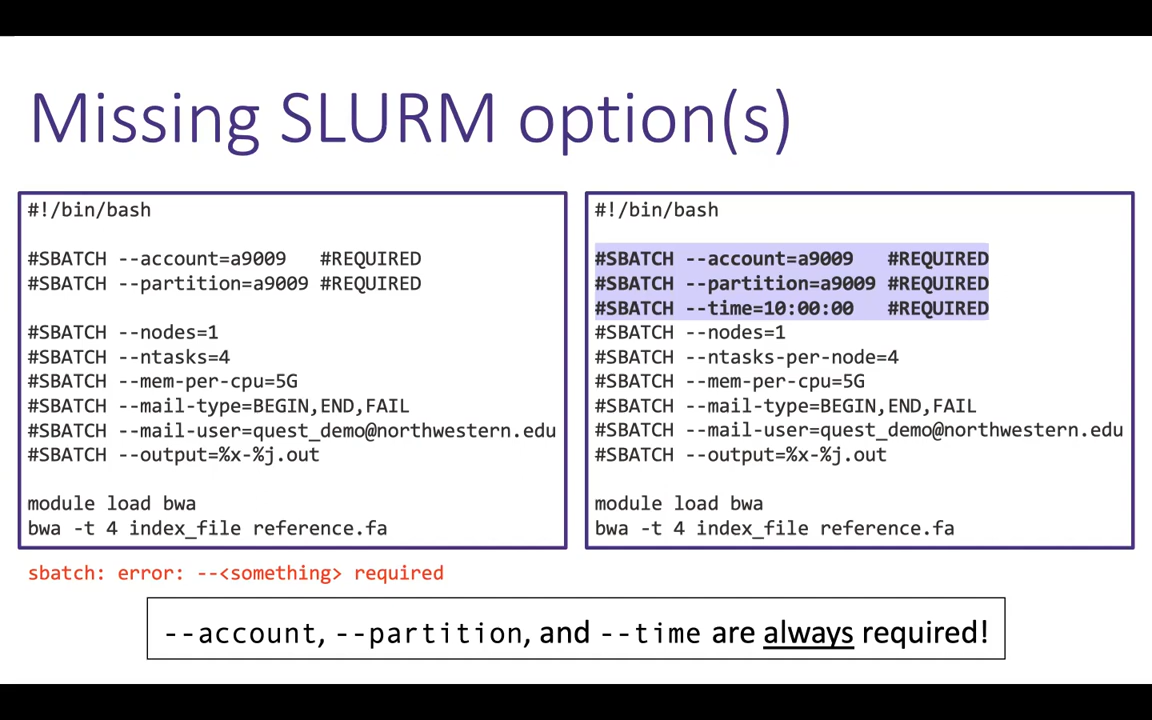 Missing SLURM option(s)
#!/bin/bash
#SBATCH --account=a9009   #REQUIRED
#SBATCH --partition=a9009 #REQUIRED
#SBATCH --nodes=1
#SBATCH --ntasks=4
#SBATCH --mem-per-cpu=5G
#SBATCH --mail-type=BEGIN,END,FAIL
#SBATCH --mail-user=quest_demo@northwestern.edu
#SBATCH --output=%x-%j.out
module load bwa
bwa -t 4 index_file reference.fa
#!/bin/bash
#SBATCH --account=a9009   #REQUIRED
#SBATCH --partition=a9009 #REQUIRED
#SBATCH --time=10:00:00   #REQUIRED
#SBATCH --nodes=1
#SBATCH --ntasks-per-node=4
#SBATCH --mem-per-cpu=5G
#SBATCH --mail-type=BEGIN,END,FAIL
#SBATCH --mail-user=quest_demo@northwestern.edu
#SBATCH --output=%x-%j.out
module load bwa
bwa -t 4 index_file reference.fa
sbatch: error: --<something> required
--account, --partition, and --time are always required!